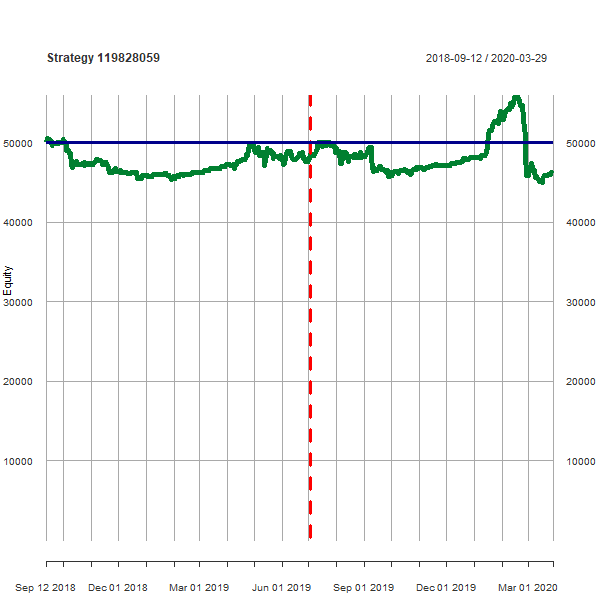 Strategy 119828059
2018-09-12 / 2020-03-29
50000
50000
40000
40000
Equity
30000
30000
20000
20000
10000
10000
Sep 12 2018
Dec 01 2018
Mar 01 2019
Jun 01 2019
Sep 01 2019
Dec 01 2019
Mar 01 2020